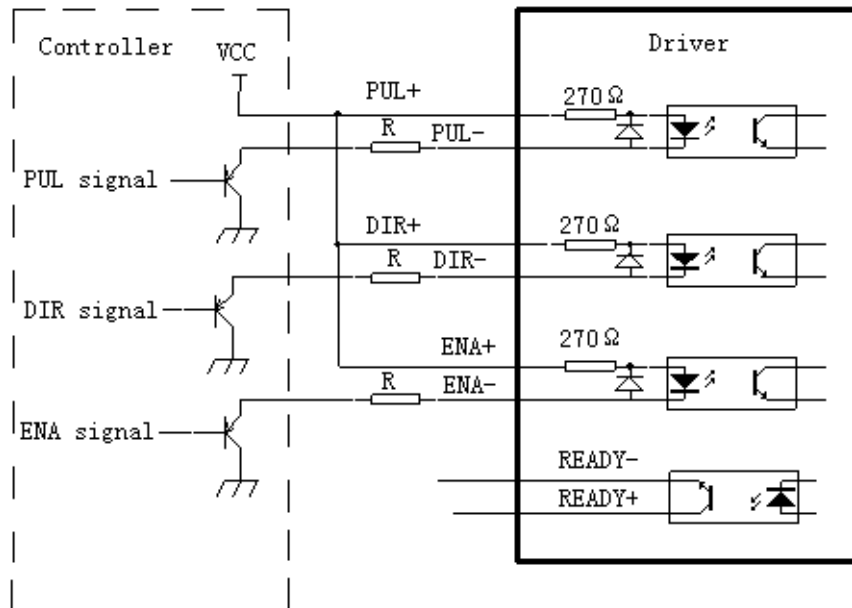 Controller
VCC
Driver
PUL+
270Ω
R
PUL-
PUL signal
DIR+
270Ω
R
DIR-
DIR signal
ENA+
270Ω
R
ENA-
ENA signal
READY-
READY+